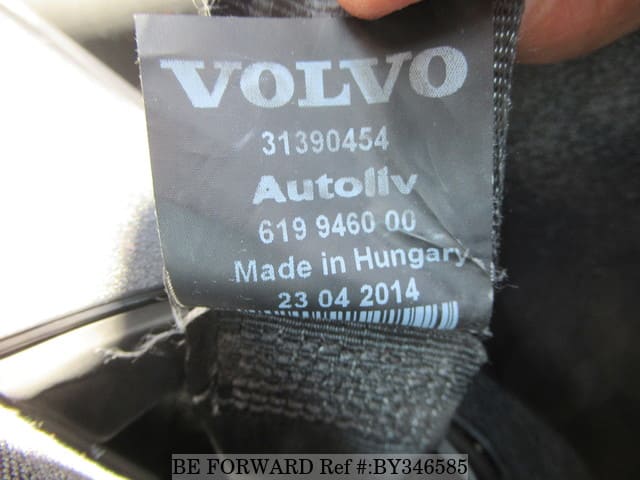 VOLVO
31390454
Autoliv
619 9460 00
Made in Hungary
23 04 2014
BE FORWARD Ref #:BY346585